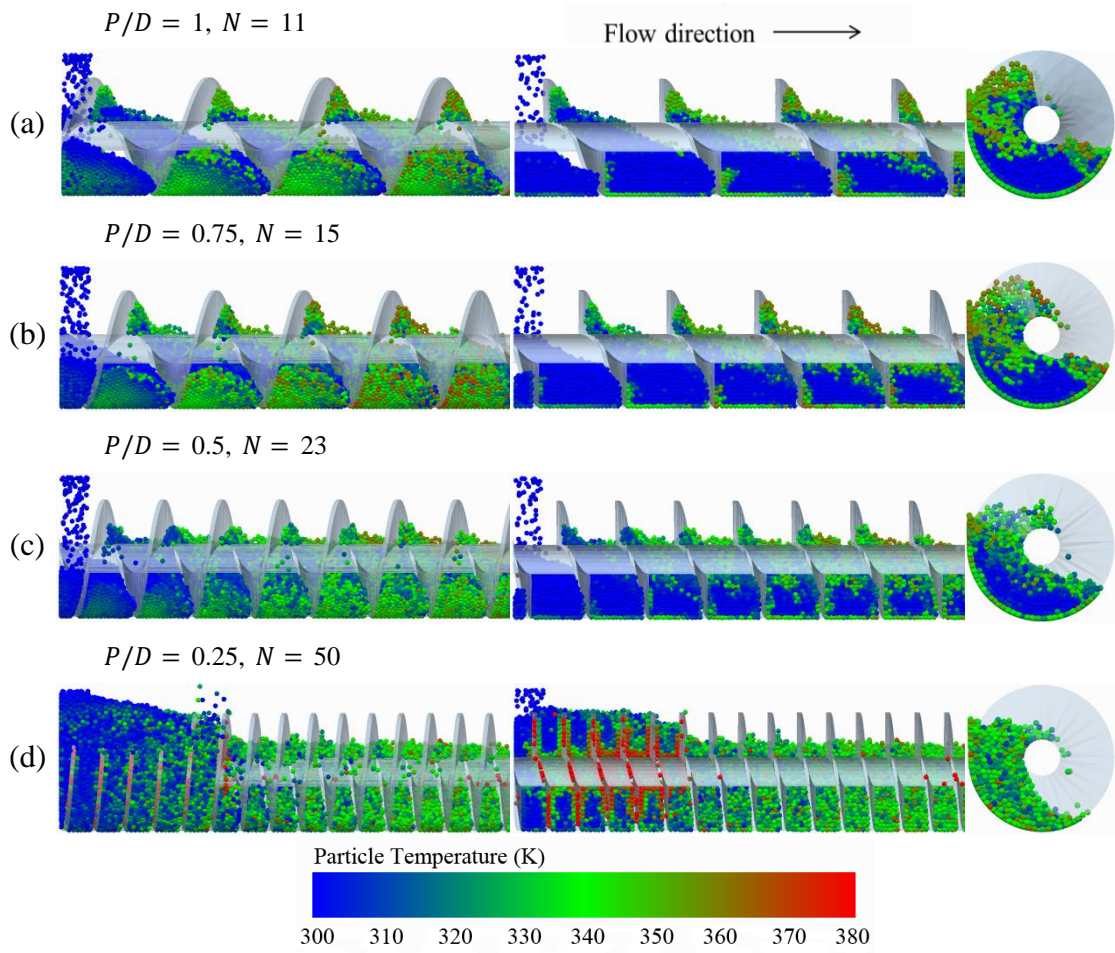 P/D = 1, N = 11
Flow direction
(a)
P/D = 0.75, N = 15
(b)
P/D = 0.5, N = 23
(c)
P/D = 0.25, N = 50
(d)
Particle Temperature (K)
300 310 320 330 340 350 360 370 380